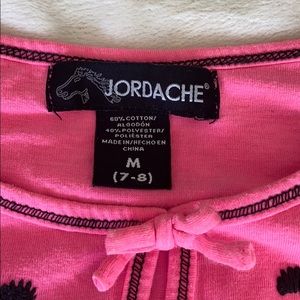 JORDACHE®
60% COTTON/
ALGODÓN
40% POLYESTER/
POLIÉSTER
MADE IN/HECHO EN
CHINA
M
(7-8)